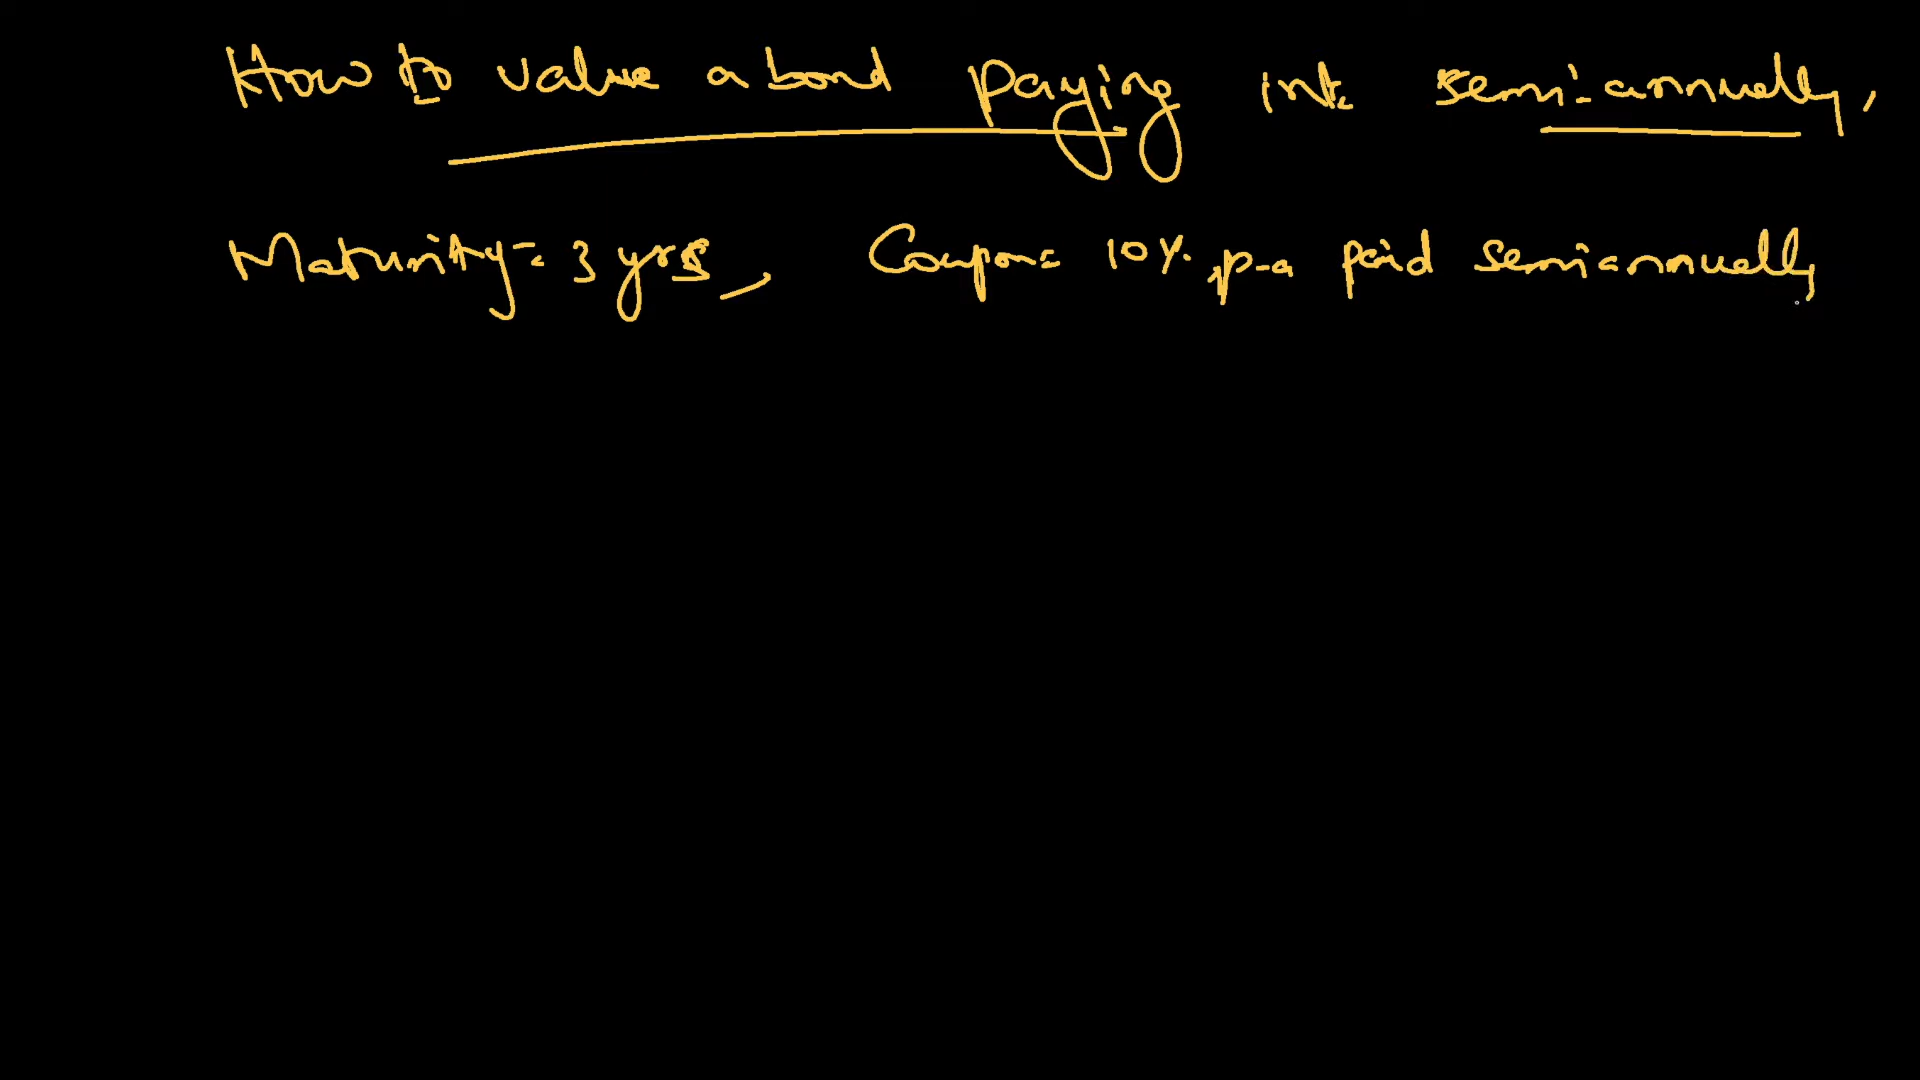 How to value a bond paying int. semi-annually,
Maturity = 3 yrs, Coupon = 10% p-a paid semiannually